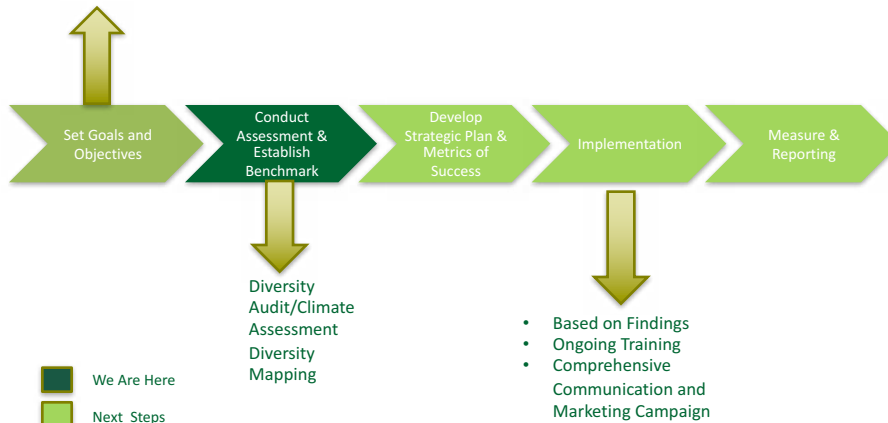 Set Goals and
Objectives
Conduct
Assessment &
Establish
Benchmark
Develop
Strategic Plan &
Metrics of
Success
Implementation
Measure &
Reporting
Diversity
Audit/Climate
Assessment
Diversity
Mapping
• Based on Findings
• Ongoing Training
• Comprehensive
Communication and
Marketing Campaign
We Are Here
Next Steps